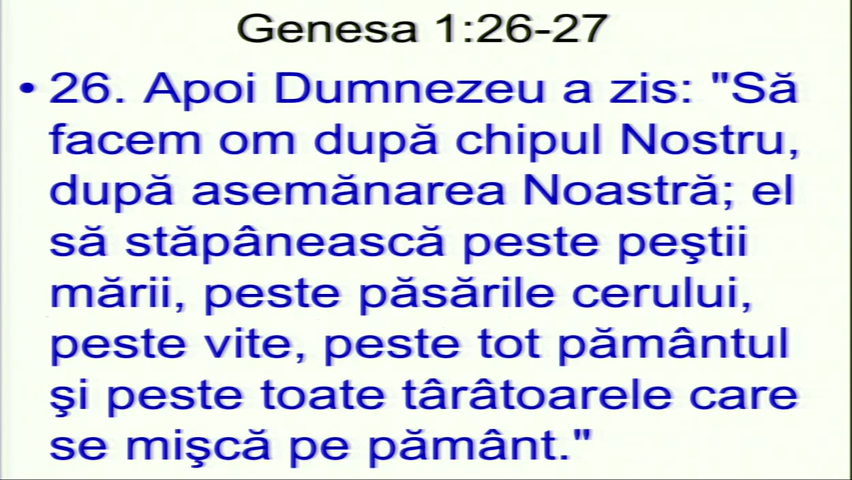 Genesa 1:26-27
• 26. Apoi Dumnezeu a zis: "Să
facem om după chipul Nostru,
după asemănarea Noastră; el
să stăpânească peste peştii
mării, peste păsările cerului,
peste vite, peste tot pământul
şi peste toate târâtoarele care
se mişcă pe pământ."